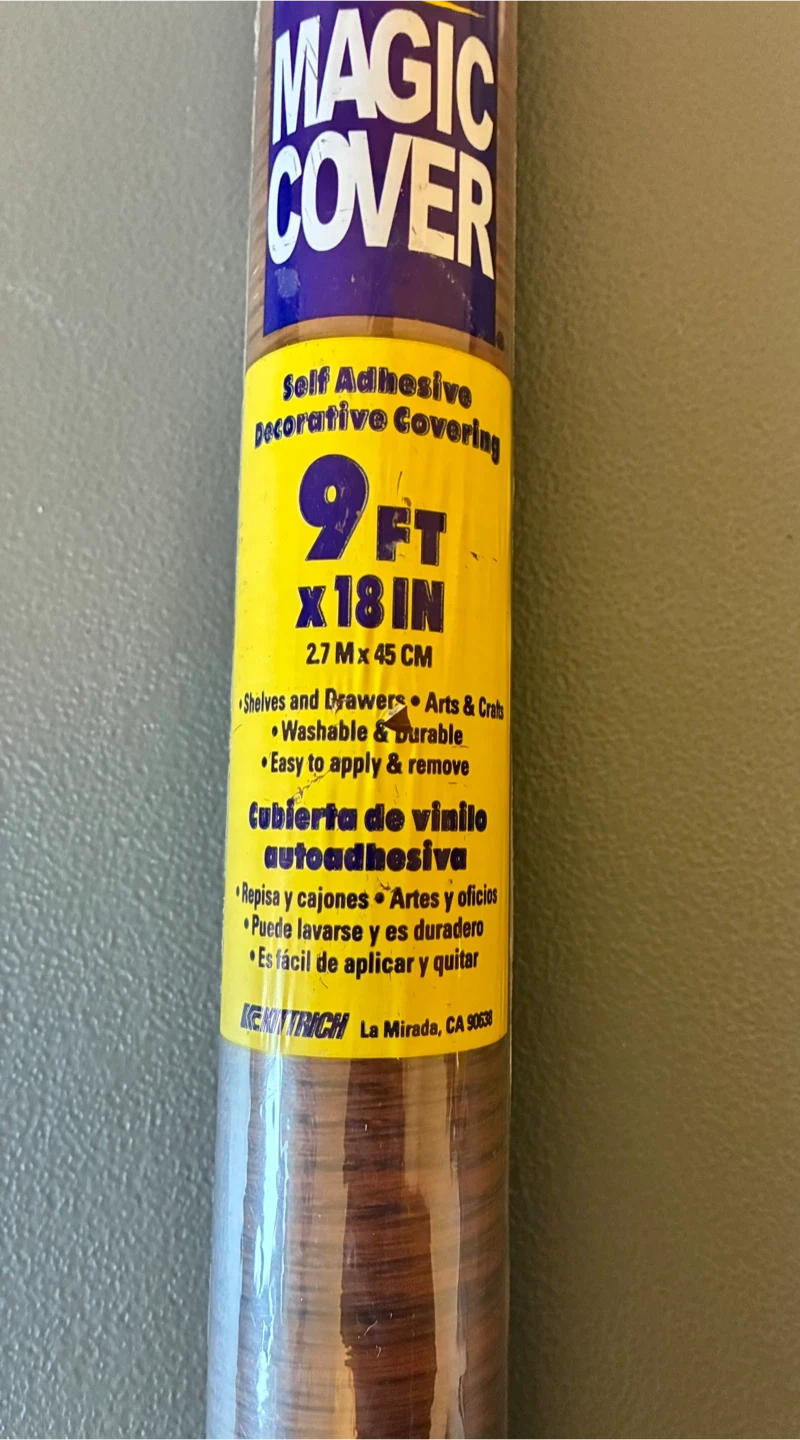 MAGIC
COVER
®
Self Adhesive
Decorative Covering
9 FT
x 18 IN
2.7 M x 45 CM
•Shelves and Drawers • Arts & Crafts
•Washable & Durable
•Easy to apply & remove
Cubierta de vinilo
autoadhesiva
•Repisa y cajones • Artes y oficios
•Puede lavarse y es duradero
•Es fácil de aplicar y quitar
KITTRICH La Mirada, CA 90638